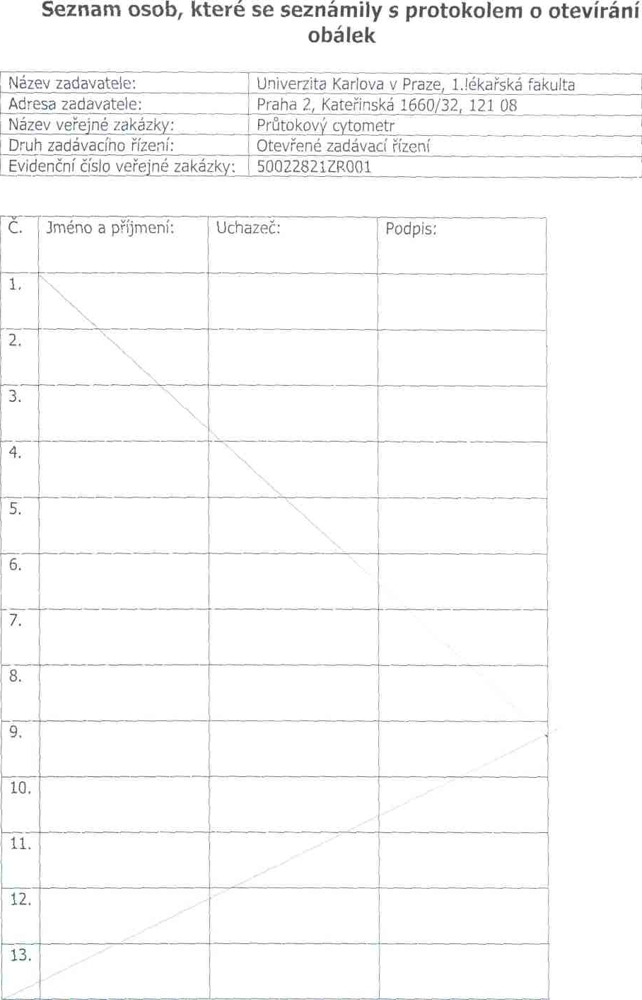 Seznam osob, které se seznámily s protokolem o otevírání
obálek
Název zadavatele: Univerzita Karlova v Praze, 1.lékařská fakulta
Adresa zadavatele: Praha 2, Kateřinská 1660/32, 121 08
Název veřejné zakázky: Průtokový cytometr
Druh zadávacího řízení: Otevřené zadávací řízení
Evidenční číslo veřejné zakázky: 50022821ZR001
Č. Jméno a příjmení: Uchazeč: Podpis:
1.
2.
3.
4.
5.
6.
7.
8.
9.
10.
11.
12.
13.